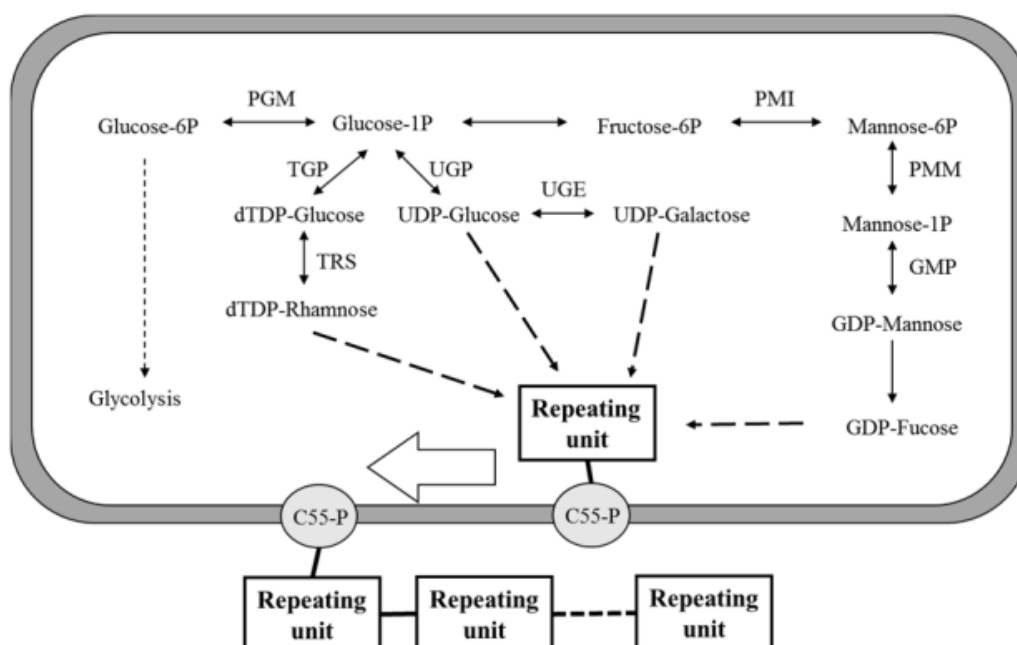 PGM
PMI
Glucose-6P
Glucose-1P
Fructose-6P
Mannose-6P
TGP
UGP
UGE
PMM
dTDP-Glucose
UDP-Glucose
UDP-Galactose
Mannose-1P
TRS
GMP
dTDP-Rhamnose
GDP-Mannose
Glycolysis
Repeating
unit
GDP-Fucose
C55-P
C55-P
Repeating
unit
Repeating
unit
Repeating
unit